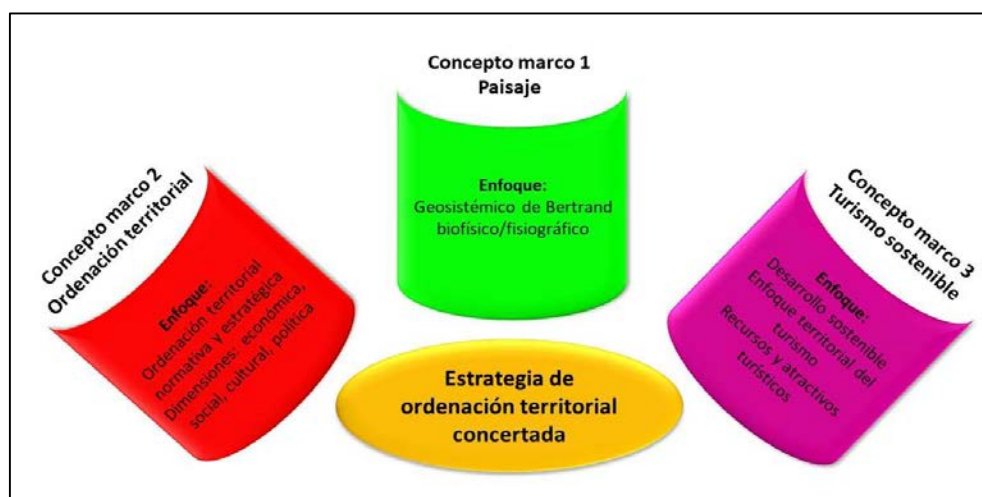 Concepto marco 1
Paisaje
Enfoque:
Geosistémico de Bertrand
biofísico/fisiográfico
Concepto marco 2
Ordenación territorial
Enfoque:
Ordenación territorial
normativa y estratégica
Dimensiones: económica,
social, cultural, política
Concepto marco 3
Turismo sostenible
Enfoque:
Desarrollo sostenible
Enfoque territorial del
turismo
Recursos y atractivos
turísticos
Estrategia de
ordenación territorial
concertada